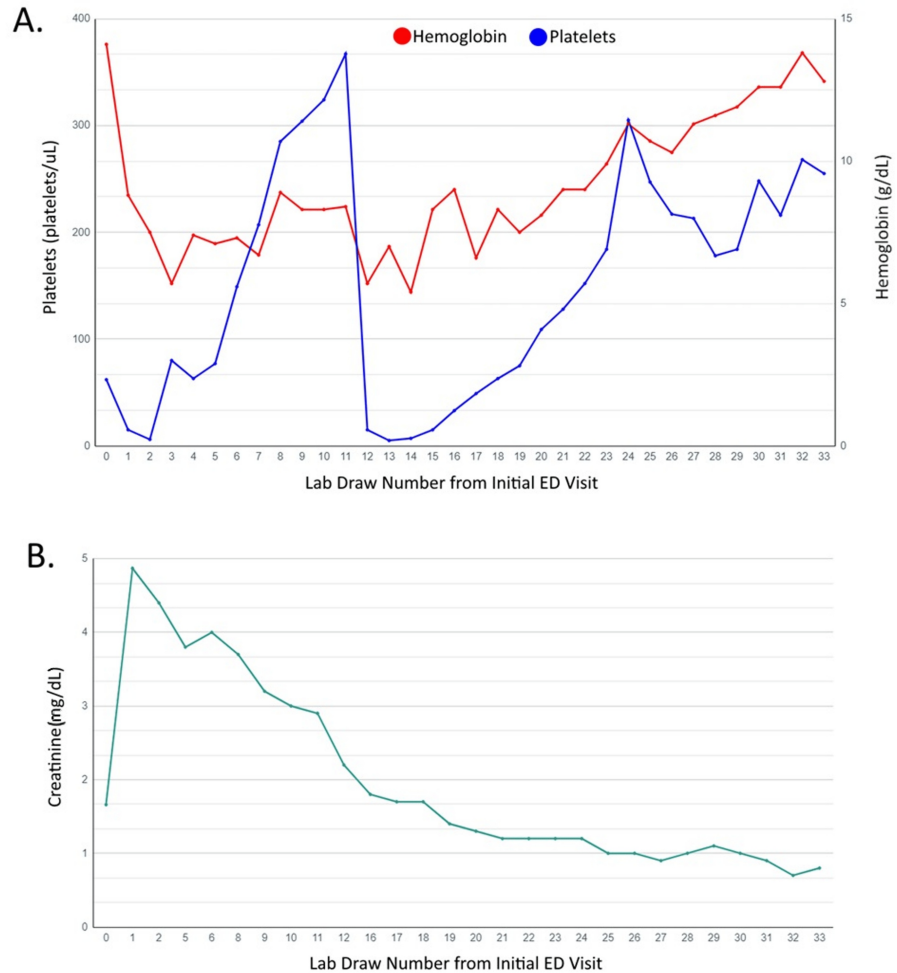 A.
Hemoglobin Platelets
Platelets (platelets/uL)
400
300
200
100
0
15
10
5
0
Hemoglobin (g/dL)
0 1 2 3 4 5 6 7 8 9 10 11 12 13 14 15 16 17 18 19 20 21 22 23 24 25 26 27 28 29 30 31 32 33
Lab Draw Number from Initial ED Visit
B.
Creatinine(mg/dL)
5
4
3
2
1
0
0 1 2 5 6 8 9 10 11 12 16 17 18 19 20 21 22 23 24 25 26 27 28 29 30 31 32 33
Lab Draw Number from Initial ED Visit